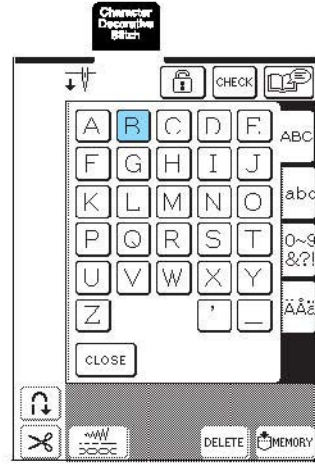 Character
Decorative
Stitch
CHECK
A B C D E
ABC
F G H I J
K L M N O
abc
P Q R S T
0~9
&?!
U V W X Y
Z ' _
ÄÅä
CLOSE
DELETE MEMORY